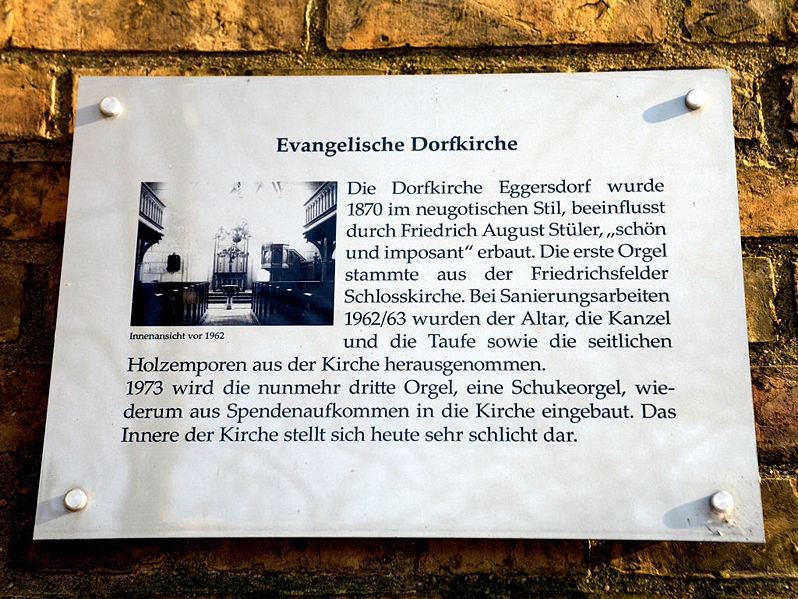 Evangelische Dorfkirche
Die Dorfkirche Eggersdorf wurde
1870 im neugotischen Stil, beeinflusst
durch Friedrich August Stüler, „schön
und imposant“ erbaut. Die erste Orgel
stammte aus der Friedrichsfelder
Schlosskirche. Bei Sanierungsarbeiten
1962/63 wurden der Altar, die Kanzel
und die Taufe sowie die seitlichen
Innenansicht vor 1962
Holzemporen aus der Kirche herausgenommen.
1973 wird die nunmehr dritte Orgel, eine Schukeorgel, wie-
derum aus Spendenaufkommen in die Kirche eingebaut. Das
Innere der Kirche stellt sich heute sehr schlicht dar.